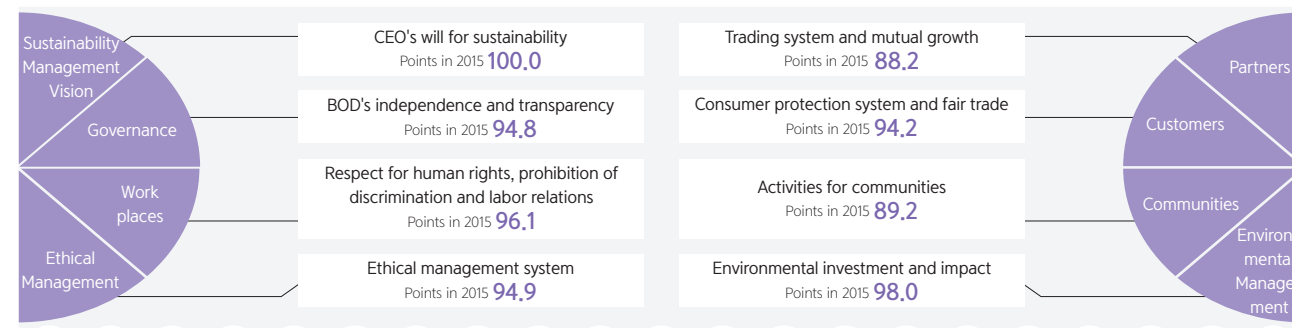 Sustainability
Management
Vision
Governance
Work
places
Ethical
Management
CEO's will for sustainability
Points in 2015 100.0
BOD's independence and transparency
Points in 2015 94.8
Respect for human rights, prohibition of
discrimination and labor relations
Points in 2015 96.1
Ethical management system
Points in 2015 94.9
Trading system and mutual growth
Points in 2015 88.2
Consumer protection system and fair trade
Points in 2015 94.2
Activities for communities
Points in 2015 89.2
Environmental investment and impact
Points in 2015 98.0
Partners
Customers
Communities
Environ
menta
Manage
ment